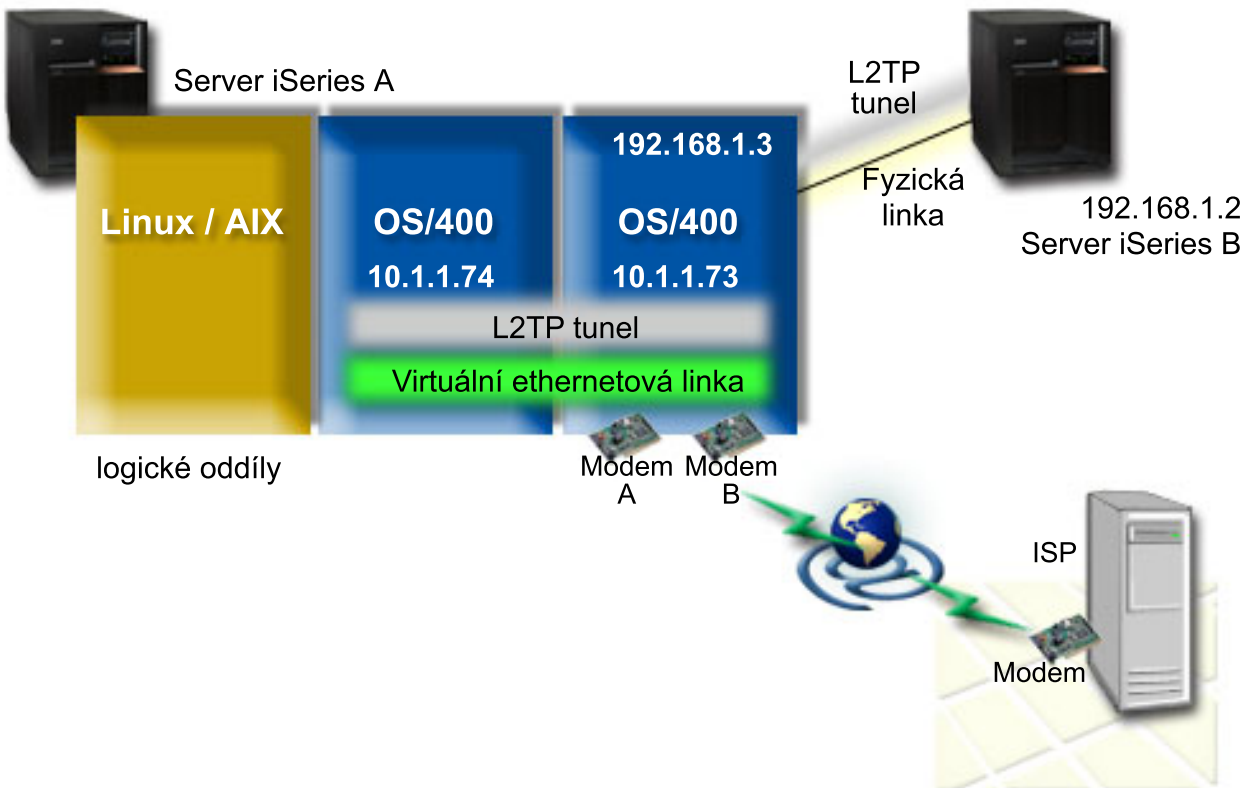 Server iSeries A
L2TP
tunel
192.168.1.3
Fyzická
linka
Linux / AIX
OS/400
OS/400
192.168.1.2
Server iSeries B
10.1.1.74
10.1.1.73
L2TP tunel
Virtuální ethernetová linka
logické oddíly
Modem
A
Modem
B
ISP
Modem